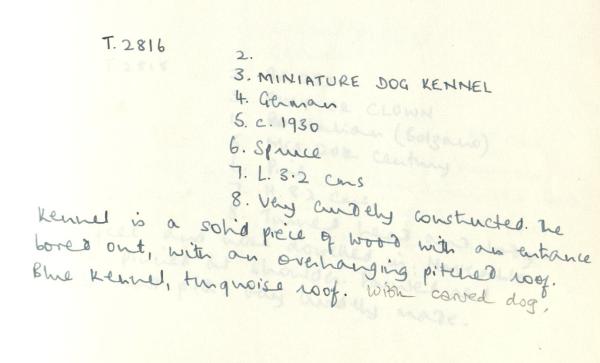 T.2816
2.
3. MINIATURE DOG KENNEL
4. German
5. c. 1930
6. Spruce
7. L. 3.2 cms
8. Very crudely constructed. The
kennel is a solid piece of wood with an entrance
bored out, with an overhanging pitched roof.
Blue kennel, turquoise roof. With carved dog.